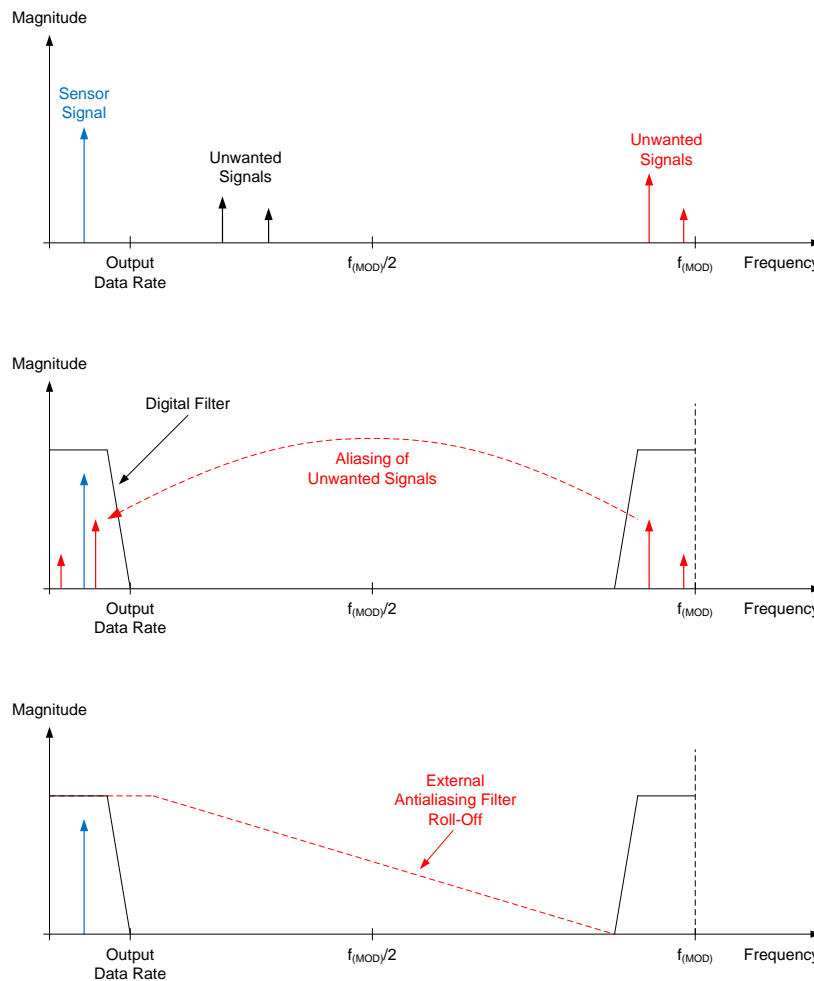 Magnitude
Sensor
Signal
Unwanted
Signals
Unwanted
Signals
Output
Data Rate
f(MOD)/2
f(MOD)
Frequency
Magnitude
Digital Filter
Aliasing of
Unwanted Signals
Output
Data Rate
f(MOD)/2
f(MOD)
Frequency
Magnitude
External
Antialiasing Filter
Roll-Off
Output
Data Rate
f(MOD)/2
f(MOD)
Frequency